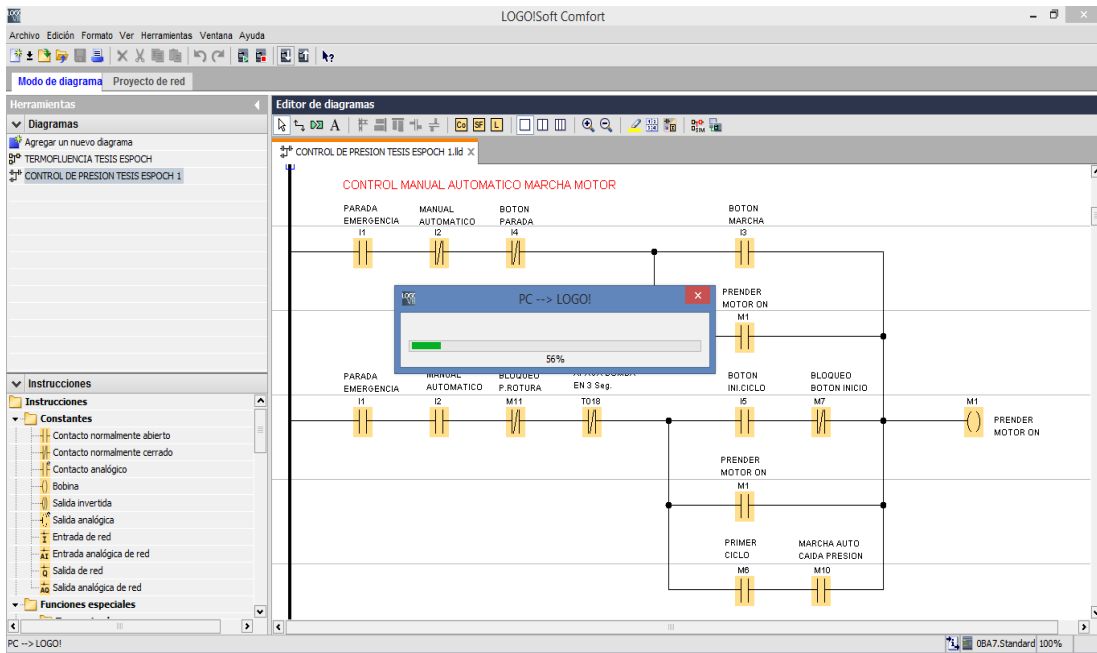 LOGO!Soft Comfort
Archivo Edición Formato Ver Herramientas Ventana Ayuda
Modo de diagrama Proyecto de red
Herramientas
Diagramas
Agregar un nuevo diagrama
TERMOFLUENCIA TESIS ESPOCH
CONTROL DE PRESION TESIS ESPOCH 1
Instrucciones
Instrucciones
Constantes
Contacto normalmente abierto
Contacto normalmente cerrado
Contacto analógico
Bobina
Salida invertida
Salida analógica
Entrada de red
Entrada analógica de red
Salida de red
Salida analógica de red
Funciones especiales
Editor de diagramas
A Co SF L
CONTROL DE PRESION TESIS ESPOCH 1.lld
CONTROL MANUAL AUTOMATICO MARCHA MOTOR
PARADA EMERGENCIA
I1
MANUAL AUTOMATICO
I2
BOTON PARADA
I4
BOTON MARCHA
I3
PRENDER MOTOR ON
M1
PC --> LOGO!
56%
PARADA EMERGENCIA
I1
MANUAL AUTOMATICO
I2
BLOQUEO P.ROTURA
M11
EN 3 Seg.
T018
BOTON INI.CICLO
I5
BLOQUEO BOTON INICIO
M7
M1
PRENDER MOTOR ON
PRENDER MOTOR ON
M1
PRIMER CICLO
M6
MARCHA AUTO CAIDA PRESION
M10
PC --> LOGO!
0BA7.Standard 100%